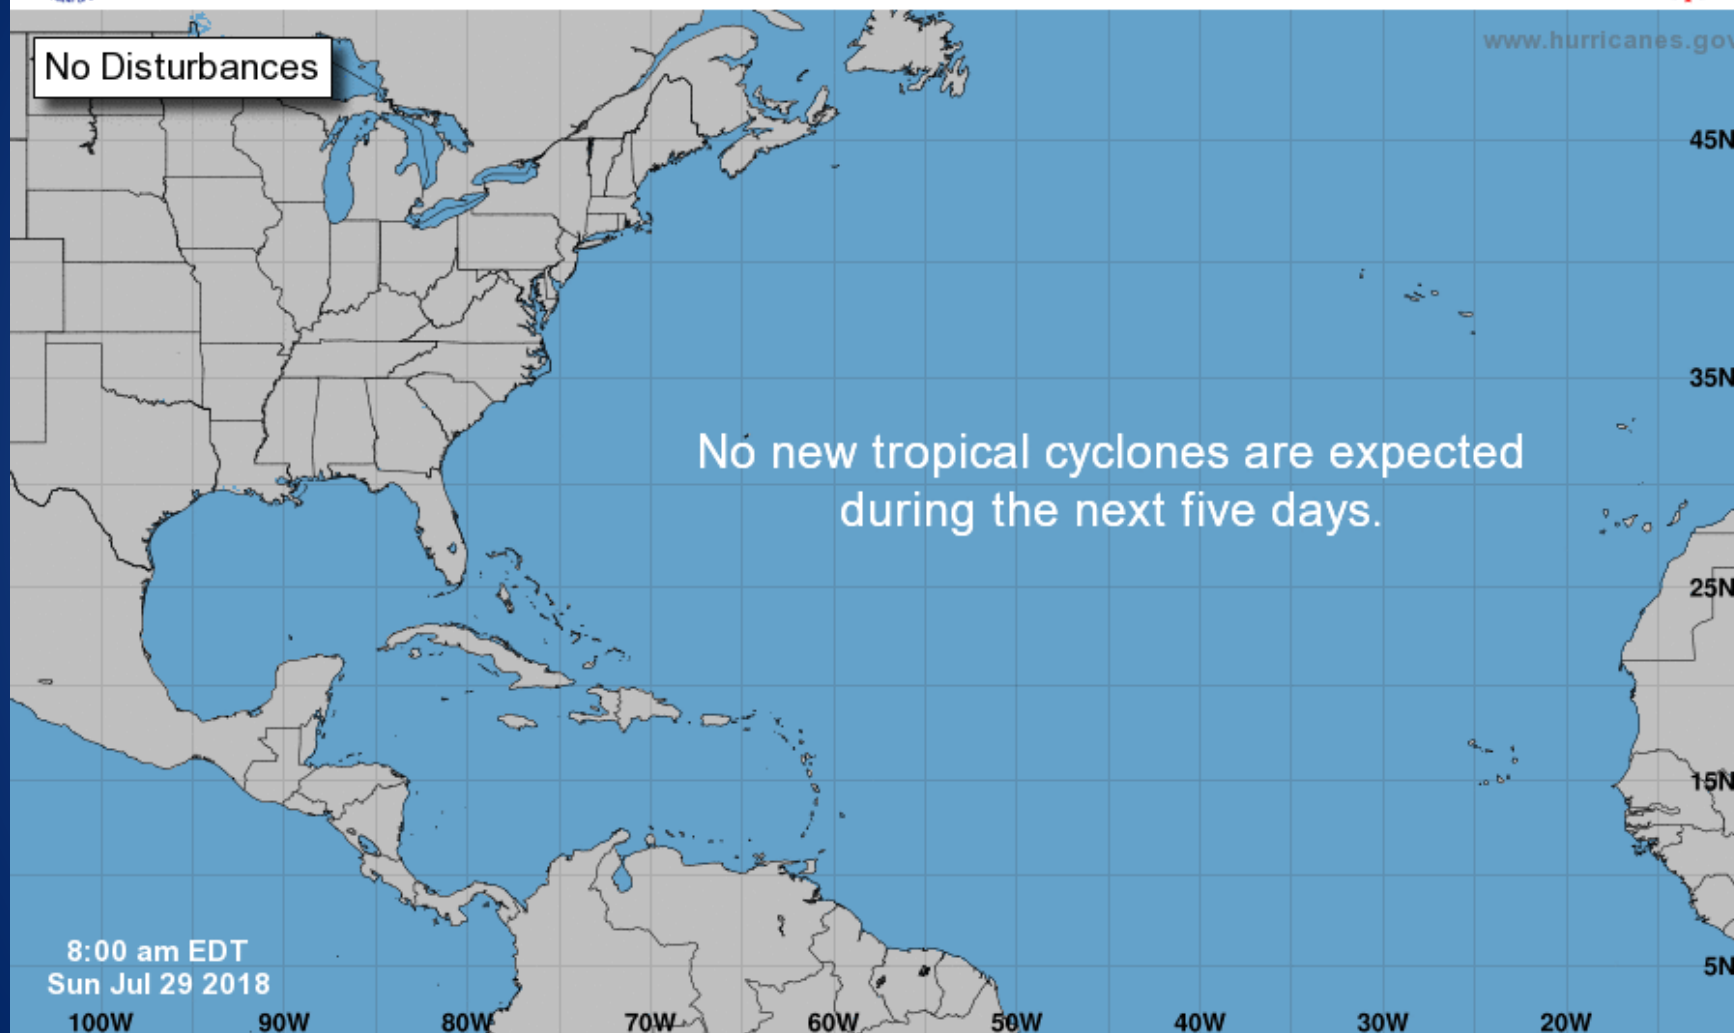 No Disturbances
www.hurricanes.gov
45N
35N
No new tropical cyclones are expected
during the next five days.
25N
15N
8:00 am EDT
Sun Jul 29 2018
5N
100W 90W 80W 70W 60W 50W 40W 30W 20W